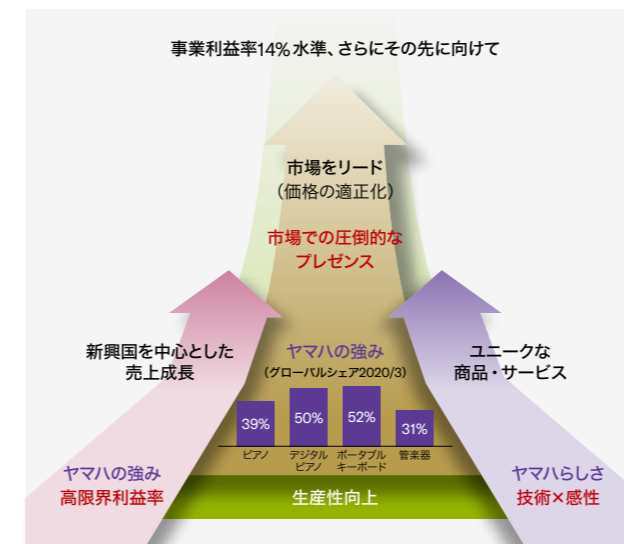 事業利益率14%水準、さらにその先に向けて
市場をリード
（価格の適正化）
市場での圧倒的な
プレゼンス
新興国を中心とした
売上成長
ヤマハの強み
（グローバルシェア2020/3）
ユニークな
商品・サービス
39%
50%
52%
31%
ピアノ
デジタル
ピアノ
ポータブル
キーボード
管楽器
ヤマハの強み
高限界利益率
ヤマハらしさ
技術×感性
生産性向上